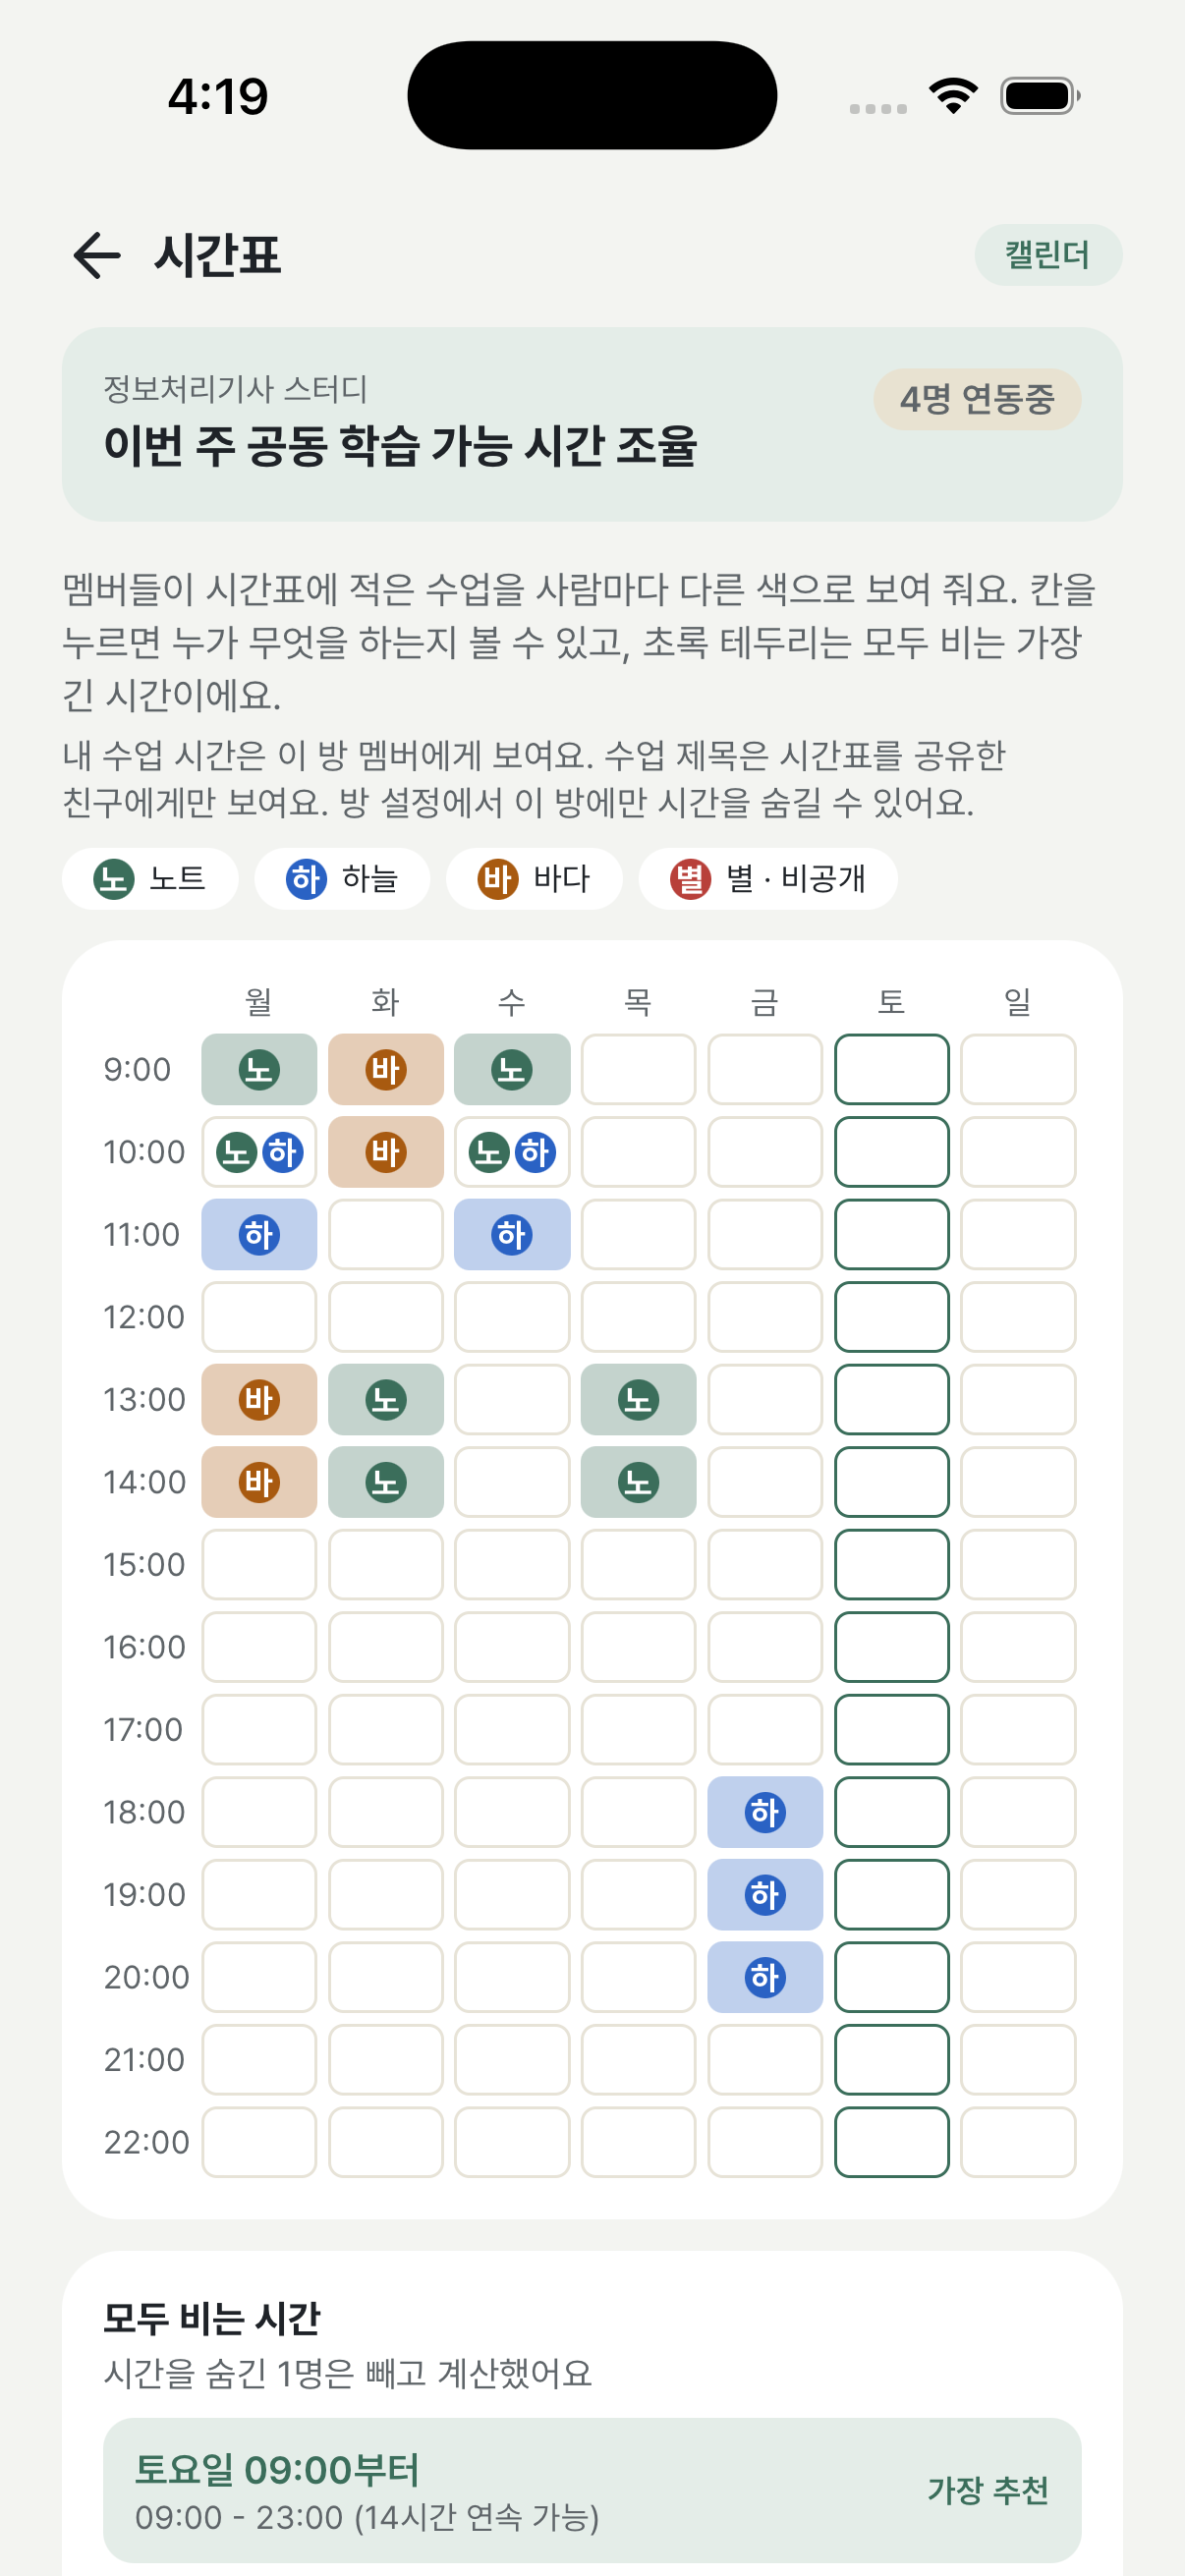 4:19
시간표
캘린더
정보처리기사 스터디
4명 연동중
이번 주 공동 학습 가능 시간 조율
멤버들이 시간표에 적은 수업을 사람마다 다른 색으로 보여 줘요. 칸을
누르면 누가 무엇을 하는지 볼 수 있고, 초록 테두리는 모두 비는 가장
긴 시간이에요.
내 수업 시간은 이 방 멤버에게 보여요. 수업 제목은 시간표를 공유한
친구에게만 보여요. 방 설정에서 이 방에만 시간을 숨길 수 있어요.
노 노트 하 하늘 바 바다 별 별 · 비공개
월 화 수 목 금 토 일
9:00 노 바 노
10:00 노 하 바 노 하
11:00 하 하
12:00
13:00 바 노 노
14:00 바 노 노
15:00
16:00
17:00
18:00 하
19:00 하
20:00 하
21:00
22:00
모두 비는 시간
시간을 숨긴 1명은 빼고 계산했어요
토요일 09:00부터
09:00 - 23:00 (14시간 연속 가능)
가장 추천